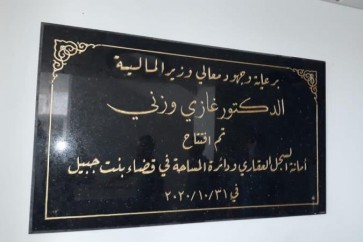 برعاية وجهود معالي وزير المالية
الدكتور غازي وزني
تم افتتاح
أمانة السجل العقاري ودائرة المساحة في قضاء بنت جبيل
في ٢٠٢٠/١٠/٣١